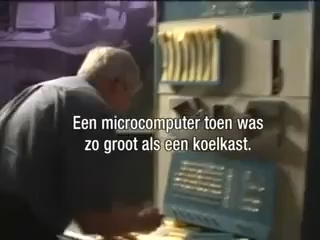 Een microcomputer toen was
zo groot als een koelkast.